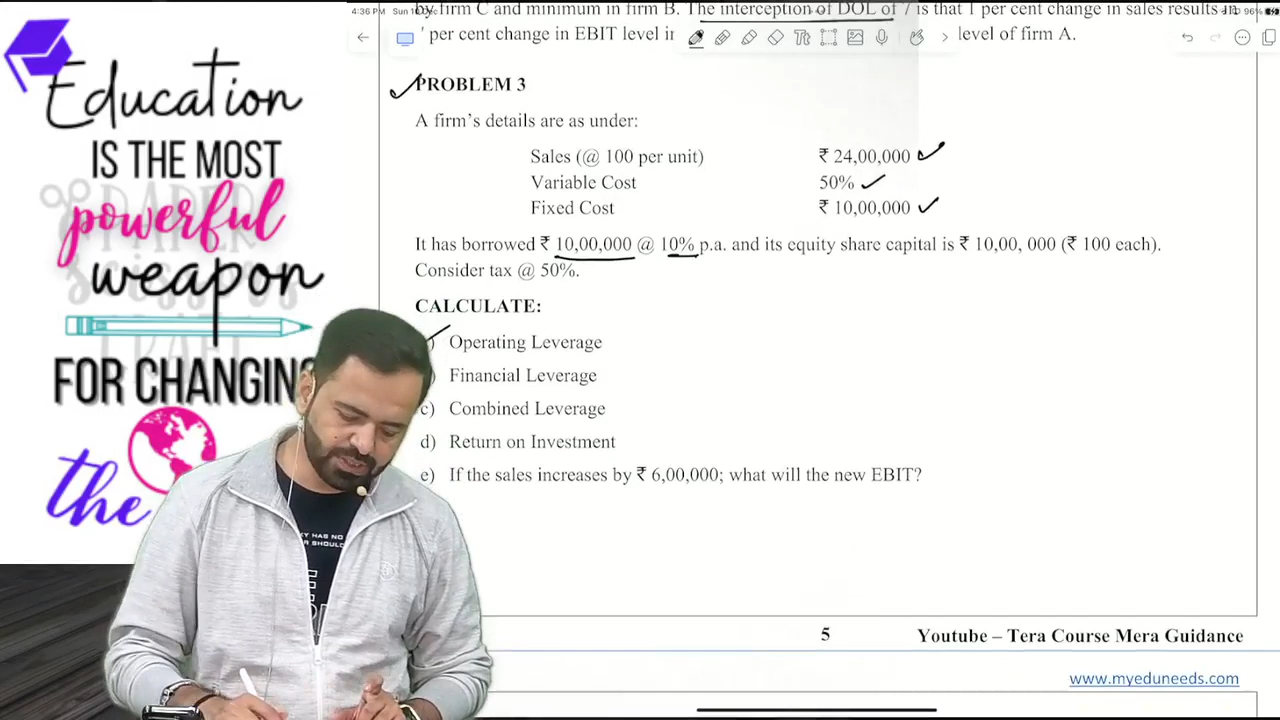 4:36 PM Sun
96%
by firm C and minimum in firm B. The interception of DOL of 7 is that 1 per cent change in sales results in
per cent change in EBIT level in level of firm A.
PROBLEM 3
A firm's details are as under:
Sales (@ 100 per unit) ₹ 24,00,000
Variable Cost 50%
Fixed Cost ₹ 10,00,000
It has borrowed ₹ 10,00,000 @ 10% p.a. and its equity share capital is ₹ 10,00, 000 (₹ 100 each).
Consider tax @ 50%.
CALCULATE:
Operating Leverage
Financial Leverage
c) Combined Leverage
d) Return on Investment
e) If the sales increases by ₹ 6,00,000; what will the new EBIT?
5 Youtube – Tera Course Mera Guidance
www.myeduneeds.com
Education
IS THE MOST
powerful
weapon
FOR CHANGIN
the